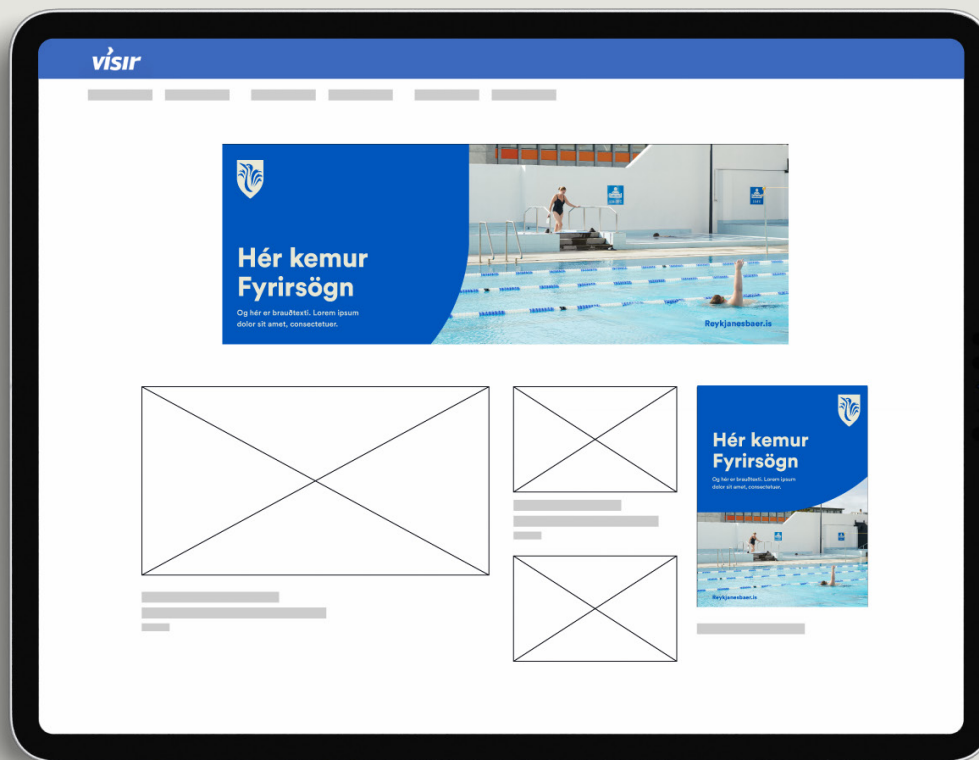 vísır
Hér kemur
Fyrirsögn
Og hér er brauðtexti. Lorem ipsum
dolor sit amet, consectetuer.
Reykjanesbaer.is
Hér kemur
Fyrirsögn
Og hér er brauðtexti. Lorem ipsum
dolor sit amet, consectetuer.
Reykjanesbaer.is